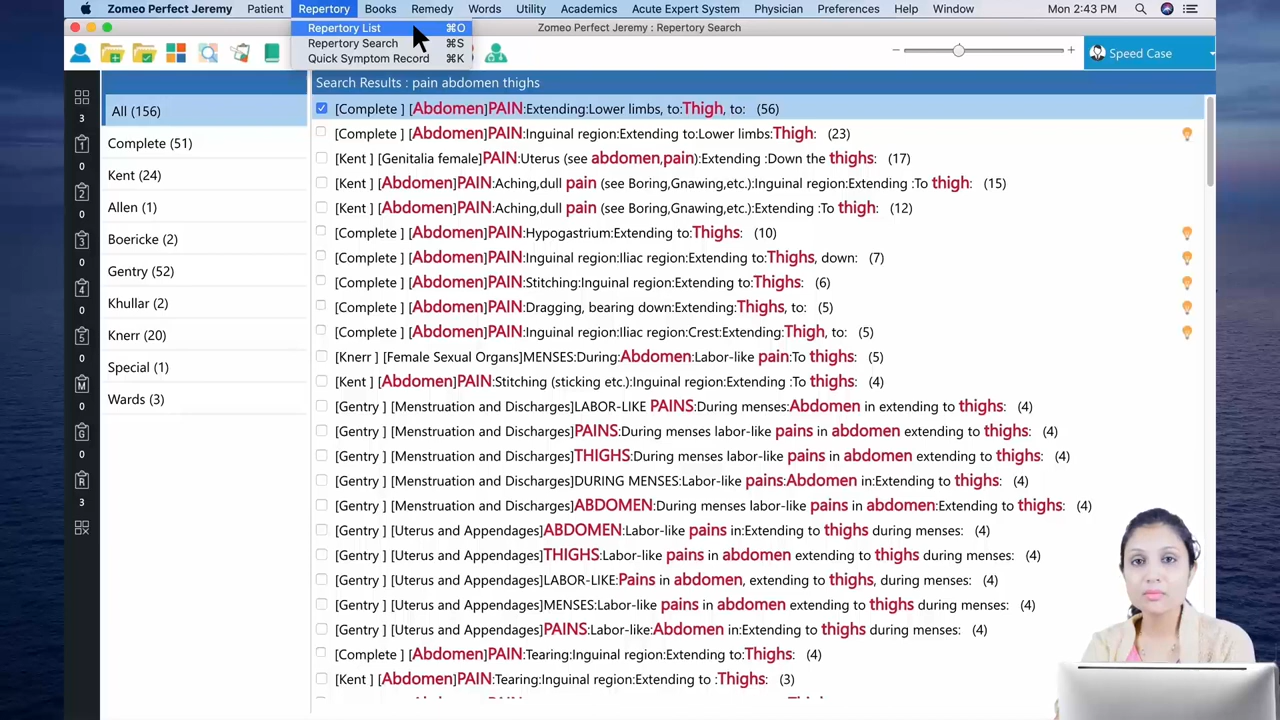 Zomeo Perfect Jeremy Patient Repertory Books Remedy Words Utility Academics Acute Expert System Physician Preferences Help Window Mon 2:43 PM
Zomeo Perfect Jeremy : Repertory Search
Repertory List ⌘O
Repertory Search ⌘S
Quick Symptom Record ⌘K
Speed Case
3
1
0
2
0
3
0
4
0
5
0
M
0
G
0
R
3
All (156)
Complete (51)
Kent (24)
Allen (1)
Boericke (2)
Gentry (52)
Khullar (2)
Knerr (20)
Special (1)
Wards (3)
Search Results : pain abdomen thighs
[Complete ] [Abdomen]PAIN:Extending:Lower limbs, to:Thigh, to: (56)
[Complete ] [Abdomen]PAIN:Inguinal region:Extending to:Lower limbs:Thigh: (23)
[Kent ] [Genitalia female]PAIN:Uterus (see abdomen,pain):Extending :Down the thighs: (17)
[Kent ] [Abdomen]PAIN:Aching,dull pain (see Boring,Gnawing,etc.):Inguinal region:Extending :To thigh: (15)
[Kent ] [Abdomen]PAIN:Aching,dull pain (see Boring,Gnawing,etc.):Extending :To thigh: (12)
[Complete ] [Abdomen]PAIN:Hypogastrium:Extending to:Thighs: (10)
[Complete ] [Abdomen]PAIN:Inguinal region:Iliac region:Extending to:Thighs, down: (7)
[Complete ] [Abdomen]PAIN:Stitching:Inguinal region:Extending to:Thighs: (6)
[Complete ] [Abdomen]PAIN:Dragging, bearing down:Extending:Thighs, to: (5)
[Complete ] [Abdomen]PAIN:Inguinal region:Iliac region:Crest:Extending:Thigh, to: (5)
[Knerr ] [Female Sexual Organs]MENSES:During:Abdomen:Labor-like pain:To thighs: (5)
[Kent ] [Abdomen]PAIN:Stitching (sticking etc.):Inguinal region:Extending :To thighs: (4)
[Gentry ] [Menstruation and Discharges]LABOR-LIKE PAINS:During menses:Abdomen in extending to thighs: (4)
[Gentry ] [Menstruation and Discharges]PAINS:During menses labor-like pains in abdomen extending to thighs: (4)
[Gentry ] [Menstruation and Discharges]THIGHS:During menses labor-like pains in abdomen extending to thighs: (4)
[Gentry ] [Menstruation and Discharges]DURING MENSES:Labor-like pains:Abdomen in:Extending to thighs: (4)
[Gentry ] [Menstruation and Discharges]ABDOMEN:During menses labor-like pains in abdomen:Extending to thighs: (4)
[Gentry ] [Uterus and Appendages]ABDOMEN:Labor-like pains in:Extending to thighs during menses: (4)
[Gentry ] [Uterus and Appendages]THIGHS:Labor-like pains in abdomen extending to thighs during menses: (4)
[Gentry ] [Uterus and Appendages]LABOR-LIKE:Pains in abdomen, extending to thighs, during menses: (4)
[Gentry ] [Uterus and Appendages]MENSES:Labor-like pains in abdomen extending to thighs during menses: (4)
[Gentry ] [Uterus and Appendages]PAINS:Labor-like:Abdomen in:Extending to thighs during menses: (4)
[Complete ] [Abdomen]PAIN:Tearing:Inguinal region:Extending to:Thighs: (4)
[Kent ] [Abdomen]PAIN:Tearing:Inguinal region:Extending to :Thighs: (3)